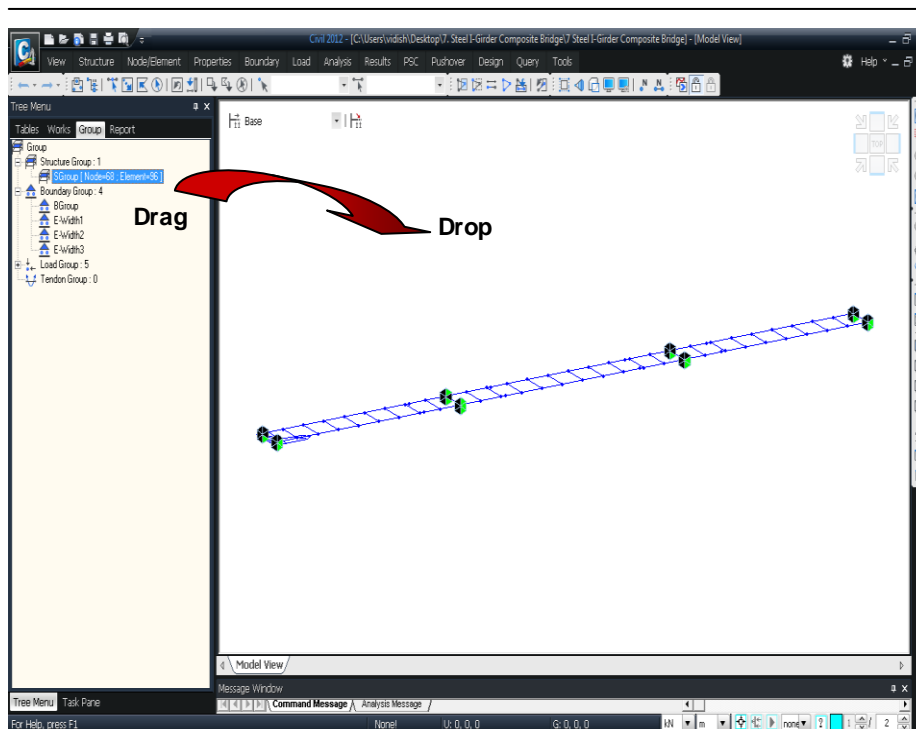 Civil 2012 - [C:\Users\vidish\Desktop\7. Steel I-Girder Composite Bridge\7 Steel I-Girder Composite Bridge] - [Model View]
View Structure Node/Element Properties Boundary Load Analysis Results PSC Pushover Design Query Tools Help
Tree Menu
Tables Works Group Report
Group
Structure Group : 1
SGroup [ Node=68 ; Element=96 ]
Boundary Group : 4
BGroup
E-Width1
E-Width2
E-Width3
Load Group : 5
Tendon Group : 0
Base
TOP
Drag
Drop
Model View
Message Window
Command Message Analysis Message
Tree Menu Task Pane
For Help, press F1
None! U: 0, 0, 0 G: 0, 0, 0 kN m none ? 1 / 2